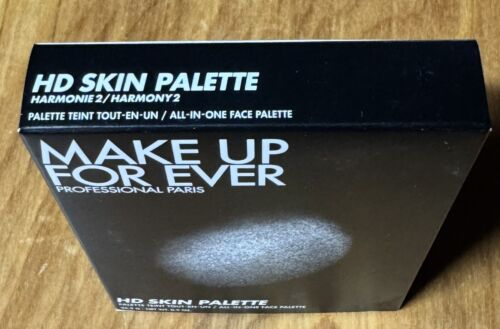 HD SKIN PALETTE
HARMONIE 2 / HARMONY 2
PALETTE TEINT TOUT-EN-UN / ALL-IN-ONE FACE PALETTE
MAKE UP
FOR EVER
PROFESSIONAL PARIS
HD SKIN PALETTE
PALETTE TEINT TOUT-EN-UN / ALL-IN-ONE FACE PALETTE